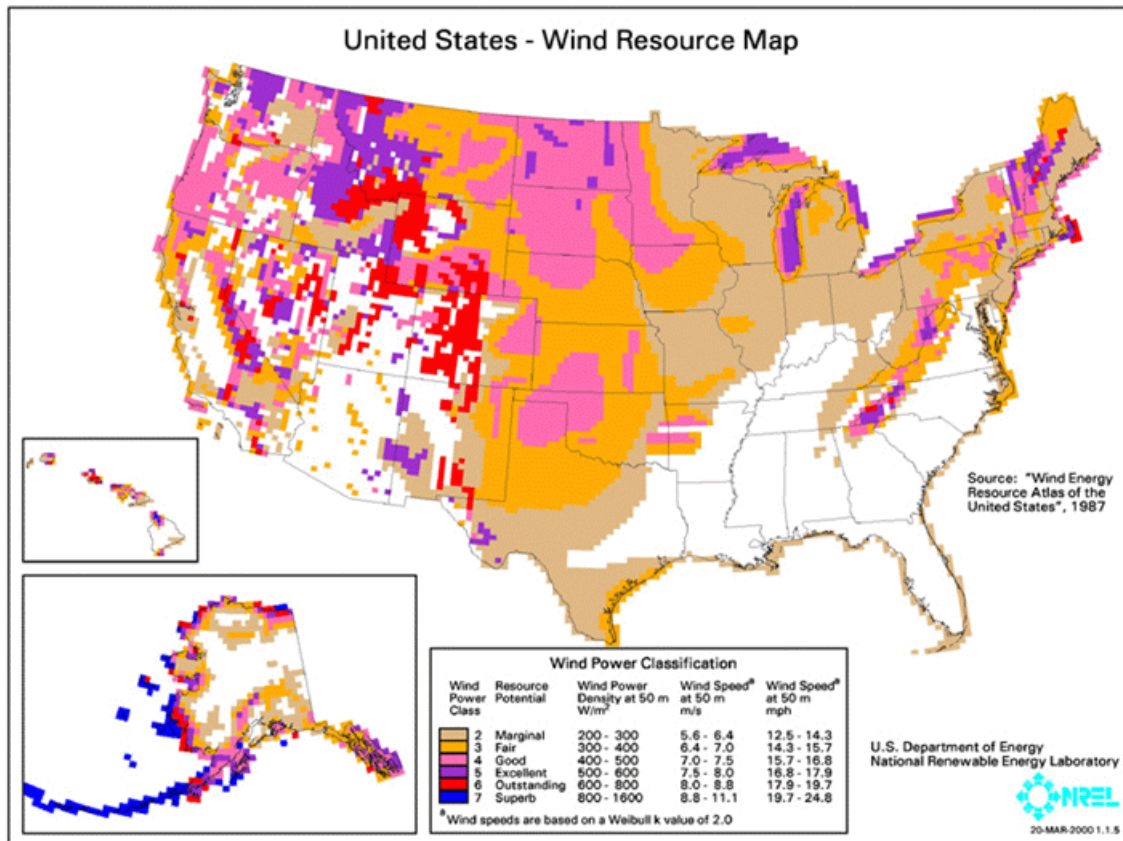 United States - Wind Resource Map
Source: "Wind Energy
Resource Atlas of the
United States", 1987
Wind Power Classification
Wind Power Class Resource Potential Wind Power Density at 50 m W/m² Wind Speedᵃ at 50 m m/s Wind Speedᵃ at 50 m mph
2 Marginal 200 - 300 5.6 - 6.4 12.5 - 14.3
3 Fair 300 - 400 6.4 - 7.0 14.3 - 15.7
4 Good 400 - 500 7.0 - 7.5 15.7 - 16.8
5 Excellent 500 - 600 7.5 - 8.0 16.8 - 17.9
6 Outstanding 600 - 800 8.0 - 8.8 17.9 - 19.7
7 Superb 800 - 1600 8.8 - 11.1 19.7 - 24.8
ᵃ Wind speeds are based on a Weibull k value of 2.0
U.S. Department of Energy
National Renewable Energy Laboratory
NREL
20-MAR-2000 1.1.5